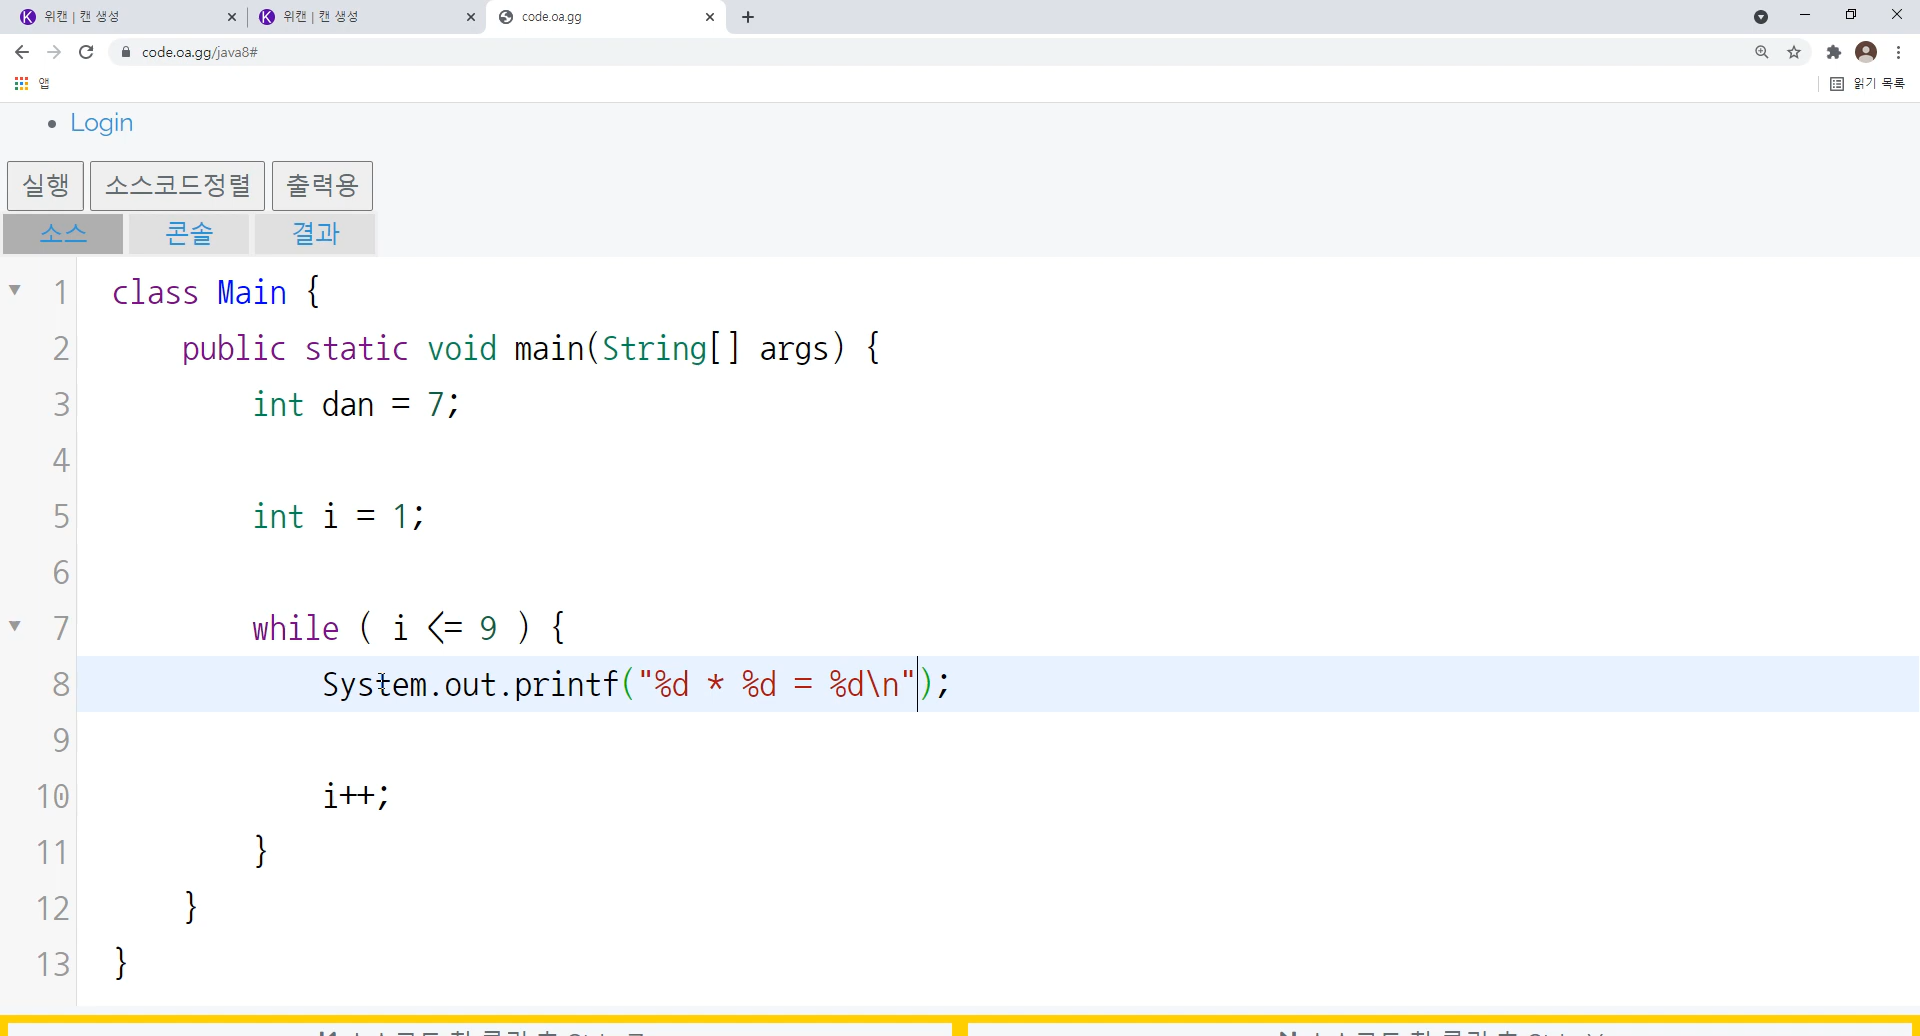 위캔 | 캔 생성
위캔 | 캔 생성
code.oa.gg
code.oa.gg/java8#
앱
읽기 목록
Login
실행
소스코드정렬
출력용
소스
콘솔
결과
1 class Main {
2 public static void main(String[] args) {
3 int dan = 7;
4
5 int i = 1;
6
7 while ( i <= 9 ) {
8 System.out.printf("%d * %d = %d\n");
9
10 i++;
11 }
12 }
13 }